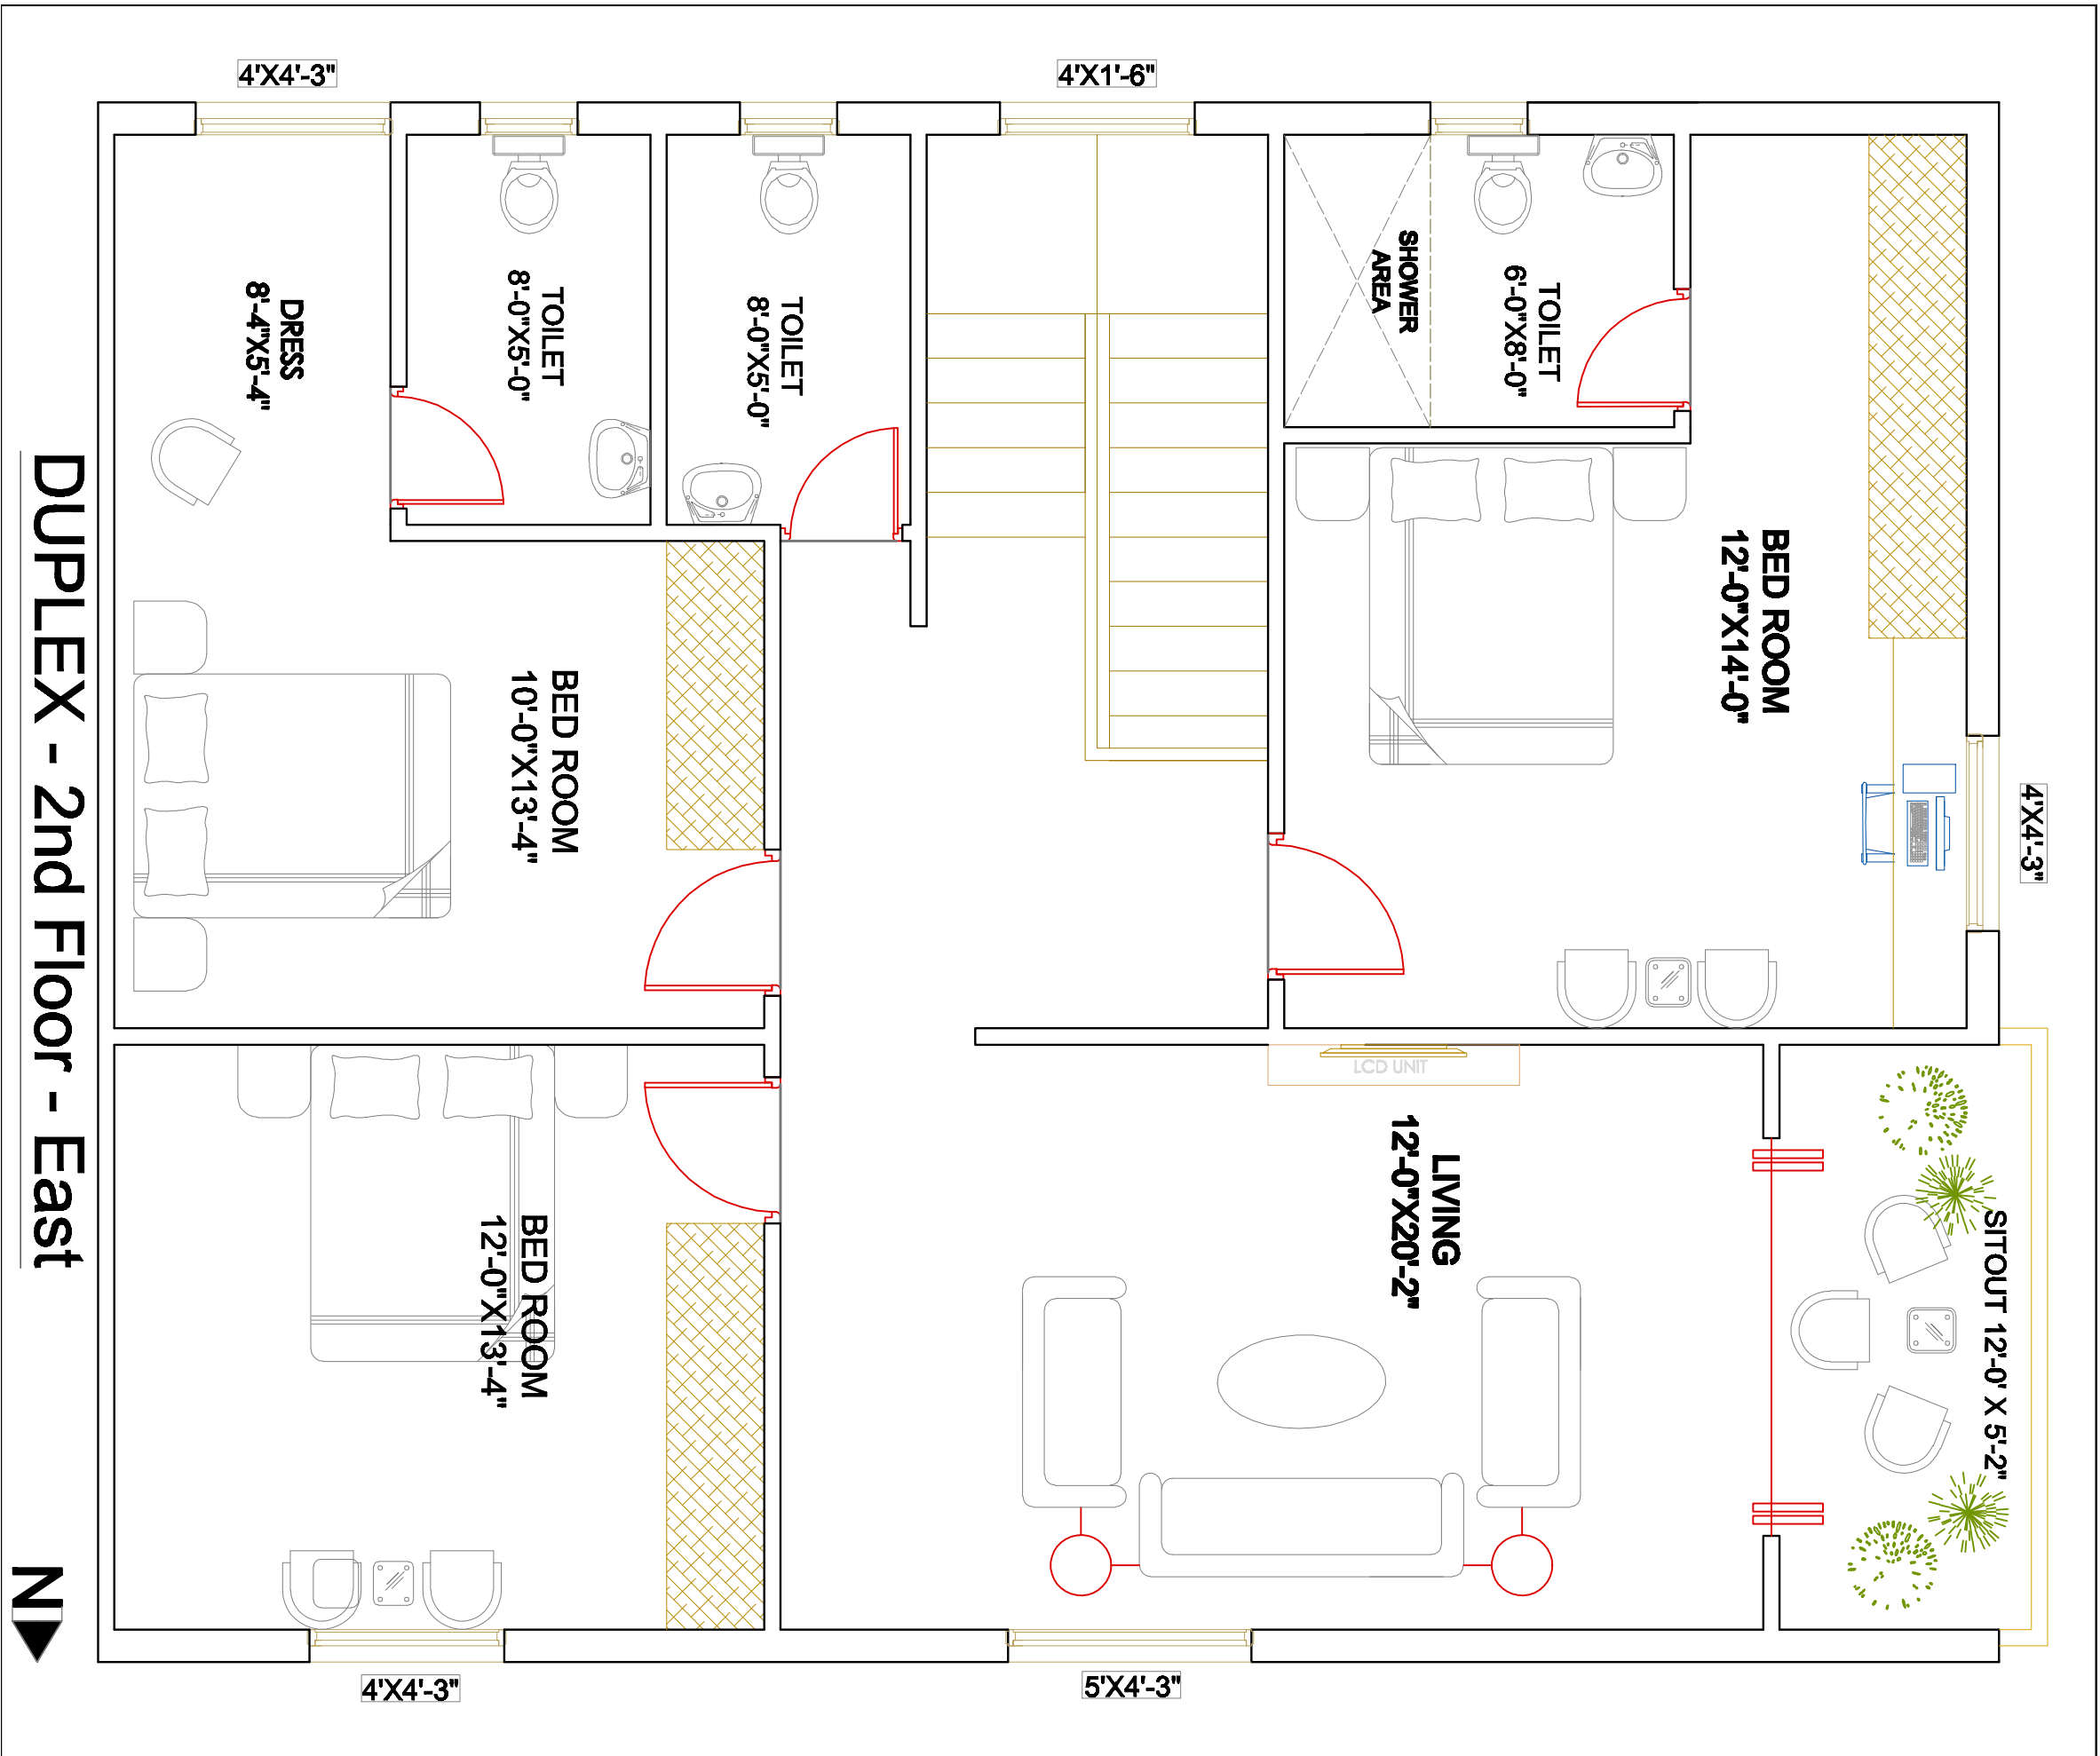 4'X4'-3"
4'X1'-6"
SHOWER
AREA
TOILET
6'-0"X8'-0"
TOILET
8'-0"X5'-0"
TOILET
8'-0"X5'-0"
DRESS
8'-4"X5'-4"
BED ROOM
12'-0"X14'-0"
BED ROOM
10'-0"X13'-4"
4'X4'-3"
LCD UNIT
LIVING
12'-0"X20'-2"
SITOUT 12'-0' X 5'-2"
BED ROOM
12'-0"X13'-4"
4'X4'-3"
5'X4'-3"
DUPLEX - 2nd Floor - East
N